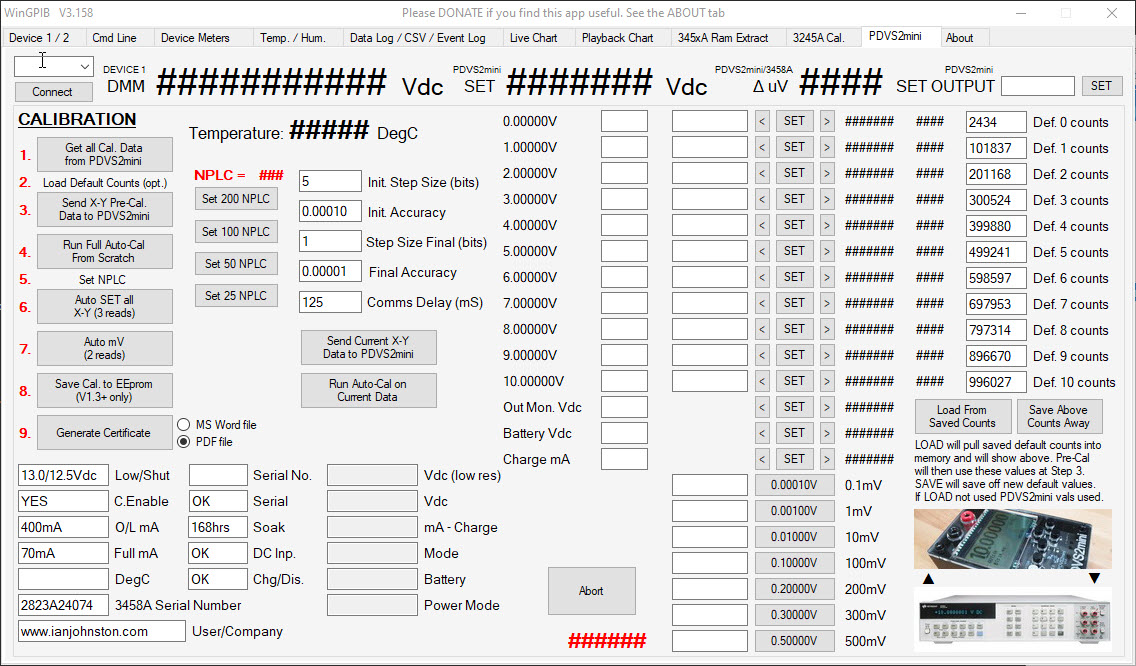 WinGPIB V3.158
Please DONATE if you find this app useful. See the ABOUT tab
Device 1 / 2 Cmd Line Device Meters Temp. / Hum. Data Log / CSV / Event Log Live Chart Playback Chart 345xA Ram Extract 3245A Cal. PDVS2mini About
Connect
DEVICE 1
DMM ########### Vdc
PDVS2mini
SET ####### Vdc
PDVS2mini/3458A
Δ uV ####
PDVS2mini
SET OUTPUT SET
CALIBRATION
Temperature: ##### DegC
1. Get all Cal. Data
from PDVS2mini
2. Load Default Counts (opt.)
3. Send X-Y Pre-Cal.
Data to PDVS2mini
4. Run Full Auto-Cal
From Scratch
5. Set NPLC
6. Auto SET all
X-Y (3 reads)
7. Auto mV
(2 reads)
8. Save Cal. to EEprom
(V1.3+ only)
9. Generate Certificate
MS Word file
PDF file
NPLC = ###
Set 200 NPLC
Set 100 NPLC
Set 50 NPLC
Set 25 NPLC
5 Init. Step Size (bits)
0.00010 Init. Accuracy
1 Step Size Final (bits)
0.00001 Final Accuracy
125 Comms Delay (mS)
Send Current X-Y
Data to PDVS2mini
Run Auto-Cal on
Current Data
0.00000V < SET > ####### #### 2434 Def. 0 counts
1.00000V < SET > ####### #### 101837 Def. 1 counts
2.00000V < SET > ####### #### 201168 Def. 2 counts
3.00000V < SET > ####### #### 300524 Def. 3 counts
4.00000V < SET > ####### #### 399880 Def. 4 counts
5.00000V < SET > ####### #### 499241 Def. 5 counts
6.00000V < SET > ####### #### 598597 Def. 6 counts
7.00000V < SET > ####### #### 697953 Def. 7 counts
8.00000V < SET > ####### #### 797314 Def. 8 counts
9.00000V < SET > ####### #### 896670 Def. 9 counts
10.00000V < SET > ####### #### 996027 Def. 10 counts
Out Mon. Vdc < SET > #######
Battery Vdc < SET > #######
Charge mA < SET > #######
Load From
Saved Counts
Save Above
Counts Away
LOAD will pull saved default counts into
memory and will show above. Pre-Cal
will then use these values at Step 3.
SAVE will save off new default values.
If LOAD not used PDVS2mini vals used.
13.0/12.5Vdc Low/Shut Serial No. Vdc (low res)
YES C.Enable OK Serial Vdc
400mA O/L mA 168hrs Soak mA - Charge
70mA Full mA OK DC Inp. Mode
DegC OK Chg/Dis. Battery
2823A24074 3458A Serial Number Power Mode
www.ianjohnston.com User/Company
Abort
######
0.00010V 0.1mV
0.00100V 1mV
0.01000V 10mV
0.10000V 100mV
0.20000V 200mV
0.30000V 300mV
0.50000V 500mV
10.00000
PDVS2mini